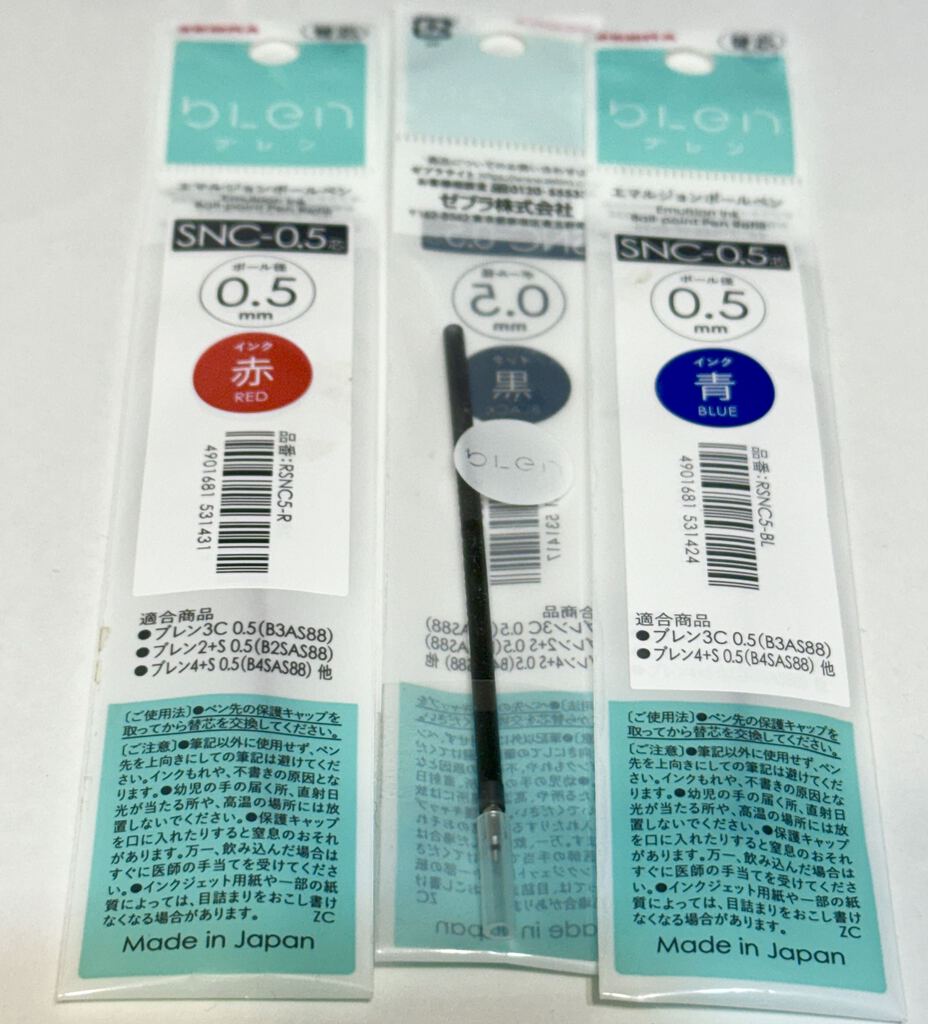 ZEBRA
替芯
bLen
ブレン
エマルジョンボールペン
Emulsion Ink
Ball-point Pen Refill
SNC-0.5芯
ボール径
0.5
mm
インク
赤
RED
品番:RSNC5-R
4901681 531431
適合商品
●ブレン3C 0.5(B3AS88)
●ブレン2+S 0.5(B2SAS88)
●ブレン4+S 0.5(B4SAS88) 他
〔ご使用法〕●ペン先の保護キャップを
取ってから替芯を交換してください。
〔ご注意〕●筆記以外に使用せず、ペン
先を上向きにしての筆記は避けてくだ
さい。インクもれや、不書きの原因とな
ります。●幼児の手の届く所、直射日
光が当たる所や、高温の場所には放
置しないでください。●保護キャップ
を口に入れたりすると窒息のおそれ
があります。万一、飲み込んだ場合は
すぐに医師の手当てを受けてくださ
い。●インクジェット用紙や一部の紙
質によっては、目詰まりをおこし書け
なくなる場合があります。 ZC
Made in Japan
ゼブラ株式会社
SNC-0.5
ボール径
0.5
mm
インク
黒
BLACK
bLen
ZEBRA
替芯
bLen
ブレン
エマルジョンボールペン
Emulsion Ink
Ball-point Pen Refill
SNC-0.5芯
ボール径
0.5
mm
インク
青
BLUE
品番:RSNC5-BL
4901681 531424
適合商品
●ブレン3C 0.5(B3AS88)
●ブレン4+S 0.5(B4SAS88) 他
〔ご使用法〕●ペン先の保護キャップを
取ってから替芯を交換してください。
〔ご注意〕●筆記以外に使用せず、ペン
先を上向きにしての筆記は避けてくだ
さい。インクもれや、不書きの原因とな
ります。●幼児の手の届く所、直射日
光が当たる所や、高温の場所には放
置しないでください。●保護キャップ
を口に入れたりすると窒息のおそれ
があります。万一、飲み込んだ場合は
すぐに医師の手当てを受けてくださ
い。●インクジェット用紙や一部の紙
質によっては、目詰まりをおこし書け
なくなる場合があります。 ZC
Made in Japan